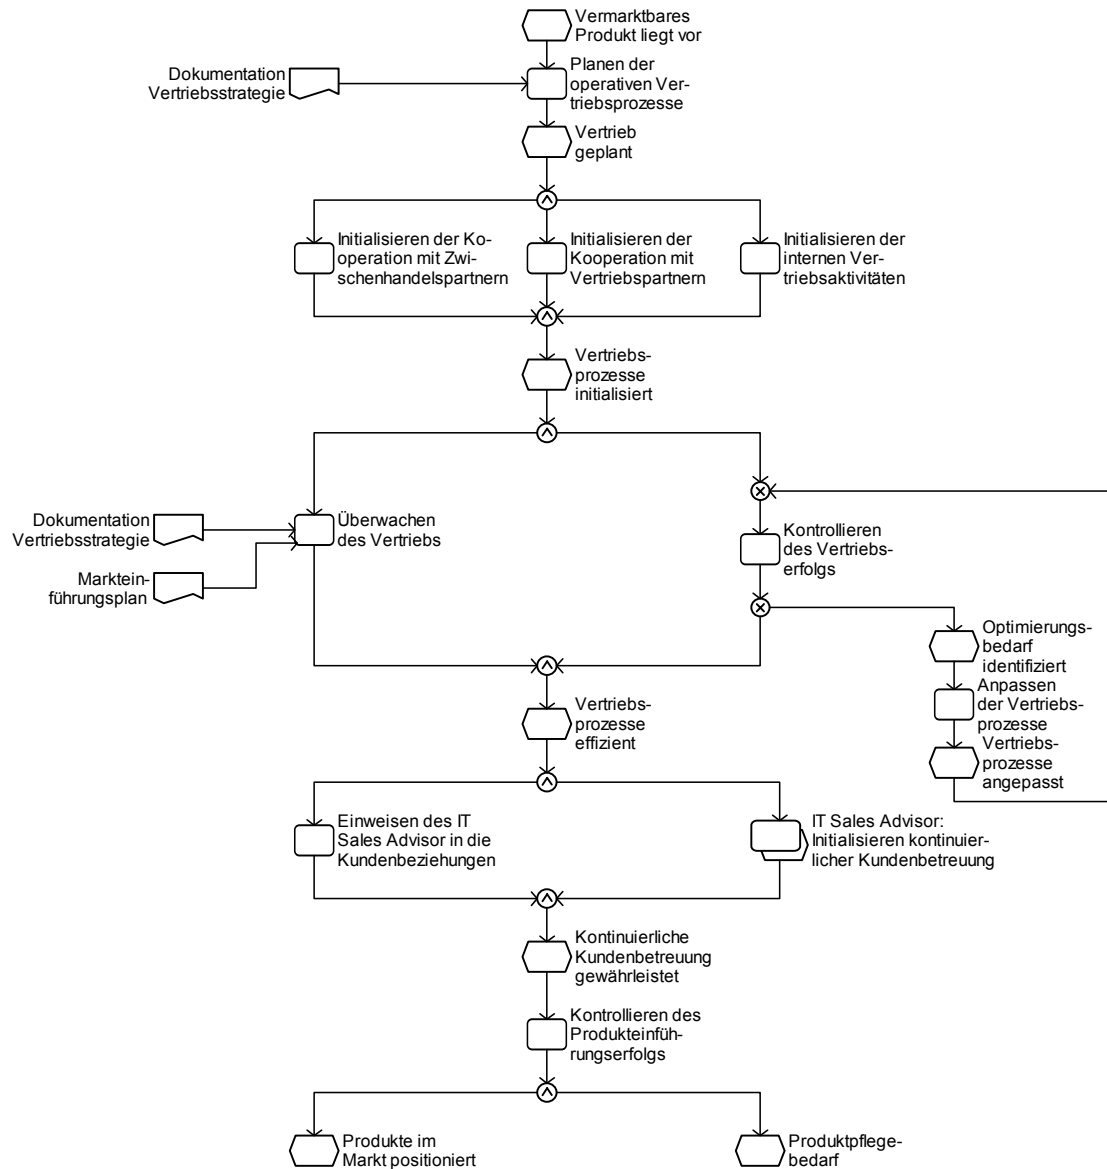 Vermarktbares
Produkt liegt vor
Dokumentation
Vertriebsstrategie
Planen der
operativen Ver-
triebsprozesse
Vertrieb
geplant
Initialisieren der Ko-
operation mit Zwi-
schenhandelspartnern
Initialisieren der
Kooperation mit
Vertriebspartnern
Initialisieren der
internen Ver-
triebsaktivitäten
Vertriebs-
prozesse
initialisiert
Dokumentation
Vertriebsstrategie
Marktein-
führungsplan
Überwachen
des Vertriebs
Kontrollieren
des Vertriebs-
erfolgs
Optimierungs-
bedarf
identifiziert
Anpassen
der Vertriebs-
prozesse
Vertriebs-
prozesse
angepasst
Vertriebs-
prozesse
effizient
Einweisen des IT
Sales Advisor in die
Kundenbeziehungen
IT Sales Advisor:
Initialisieren kontinuier-
licher Kundenbetreuung
Kontinuierliche
Kundenbetreuung
gewährleistet
Kontrollieren des
Produkteinfüh-
rungserfolgs
Produkte im
Markt positioniert
Produktpflege-
bedarf